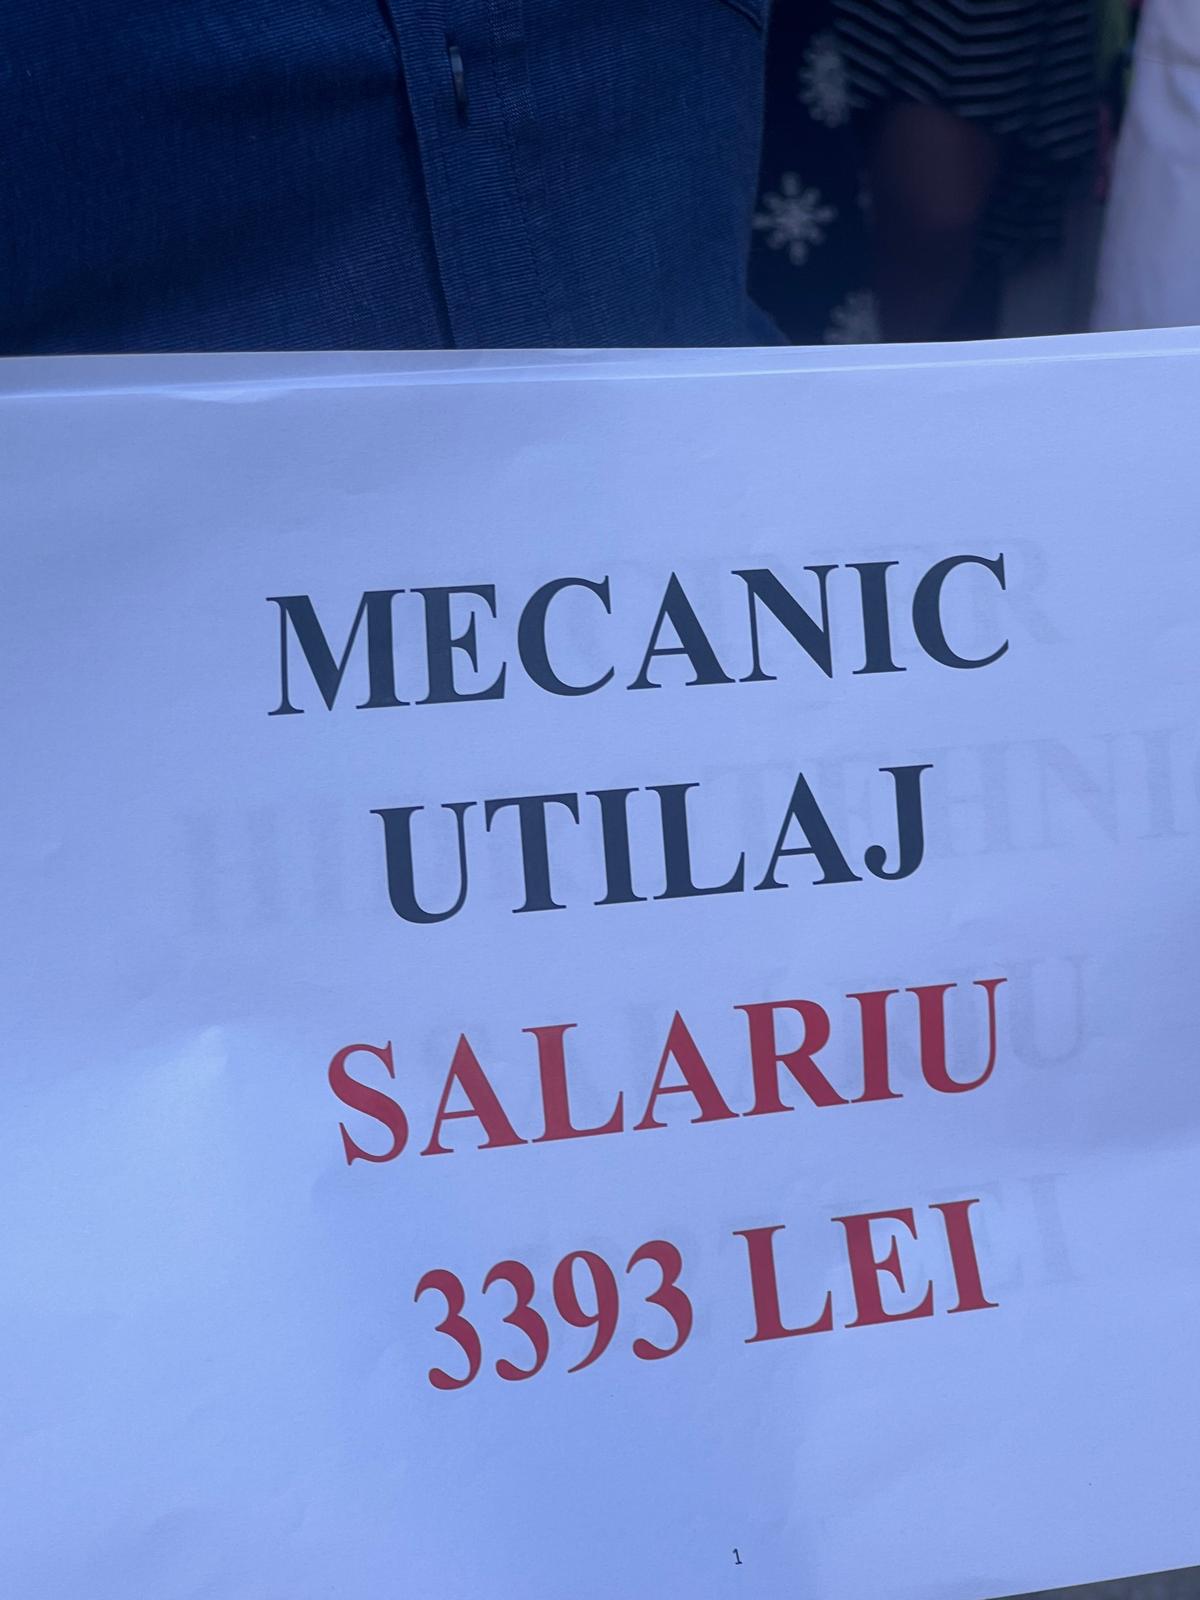 MECANIC
UTILAJ
SALARIU
3393 LEI
1